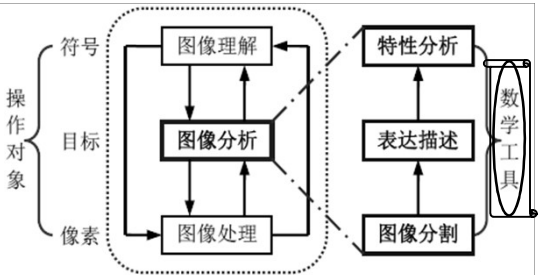 符号
图像理解
特性分析
操作对象
目标
图像分析
表达描述
数学工具
像素
图像处理
图像分割